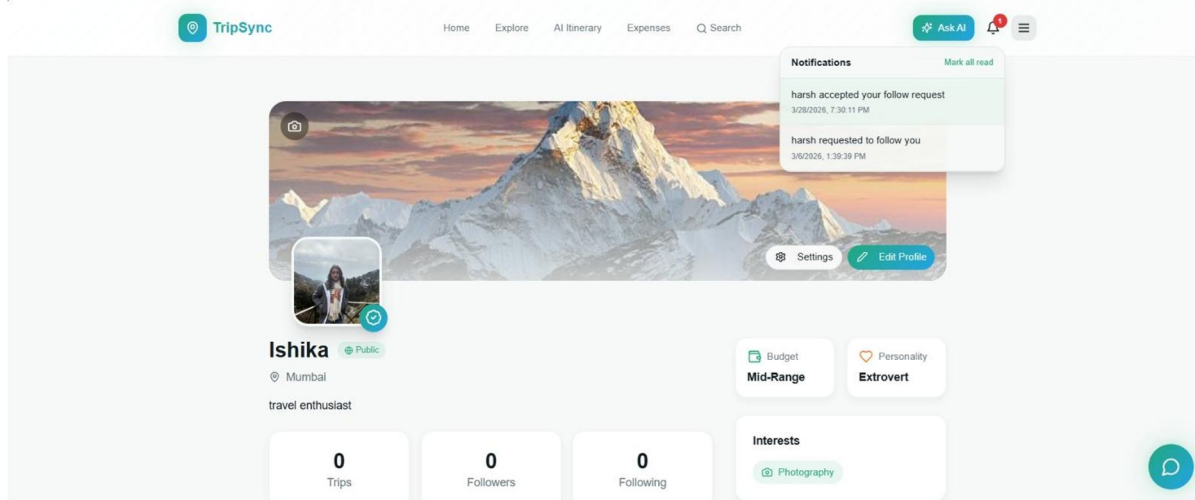 TripSync
Home Explore AI Itinerary Expenses Search
Ask AI
1
Notifications Mark all read
harsh accepted your follow request
3/28/2026, 7:30:11 PM
harsh requested to follow you
3/6/2026, 1:39:39 PM
Settings Edit Profile
Ishika Public
Mumbai
travel enthusiast
Budget
Mid-Range
Personality
Extrovert
0
Trips
0
Followers
0
Following
Interests
Photography